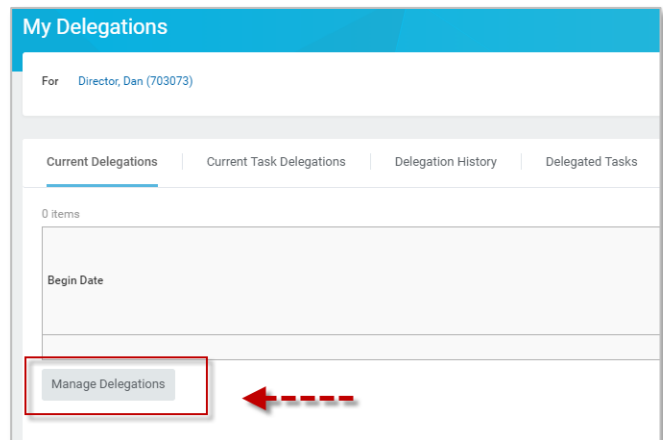 My Delegations
For Director, Dan (703073)
Current Delegations Current Task Delegations Delegation History Delegated Tasks
0 items
Begin Date
Manage Delegations